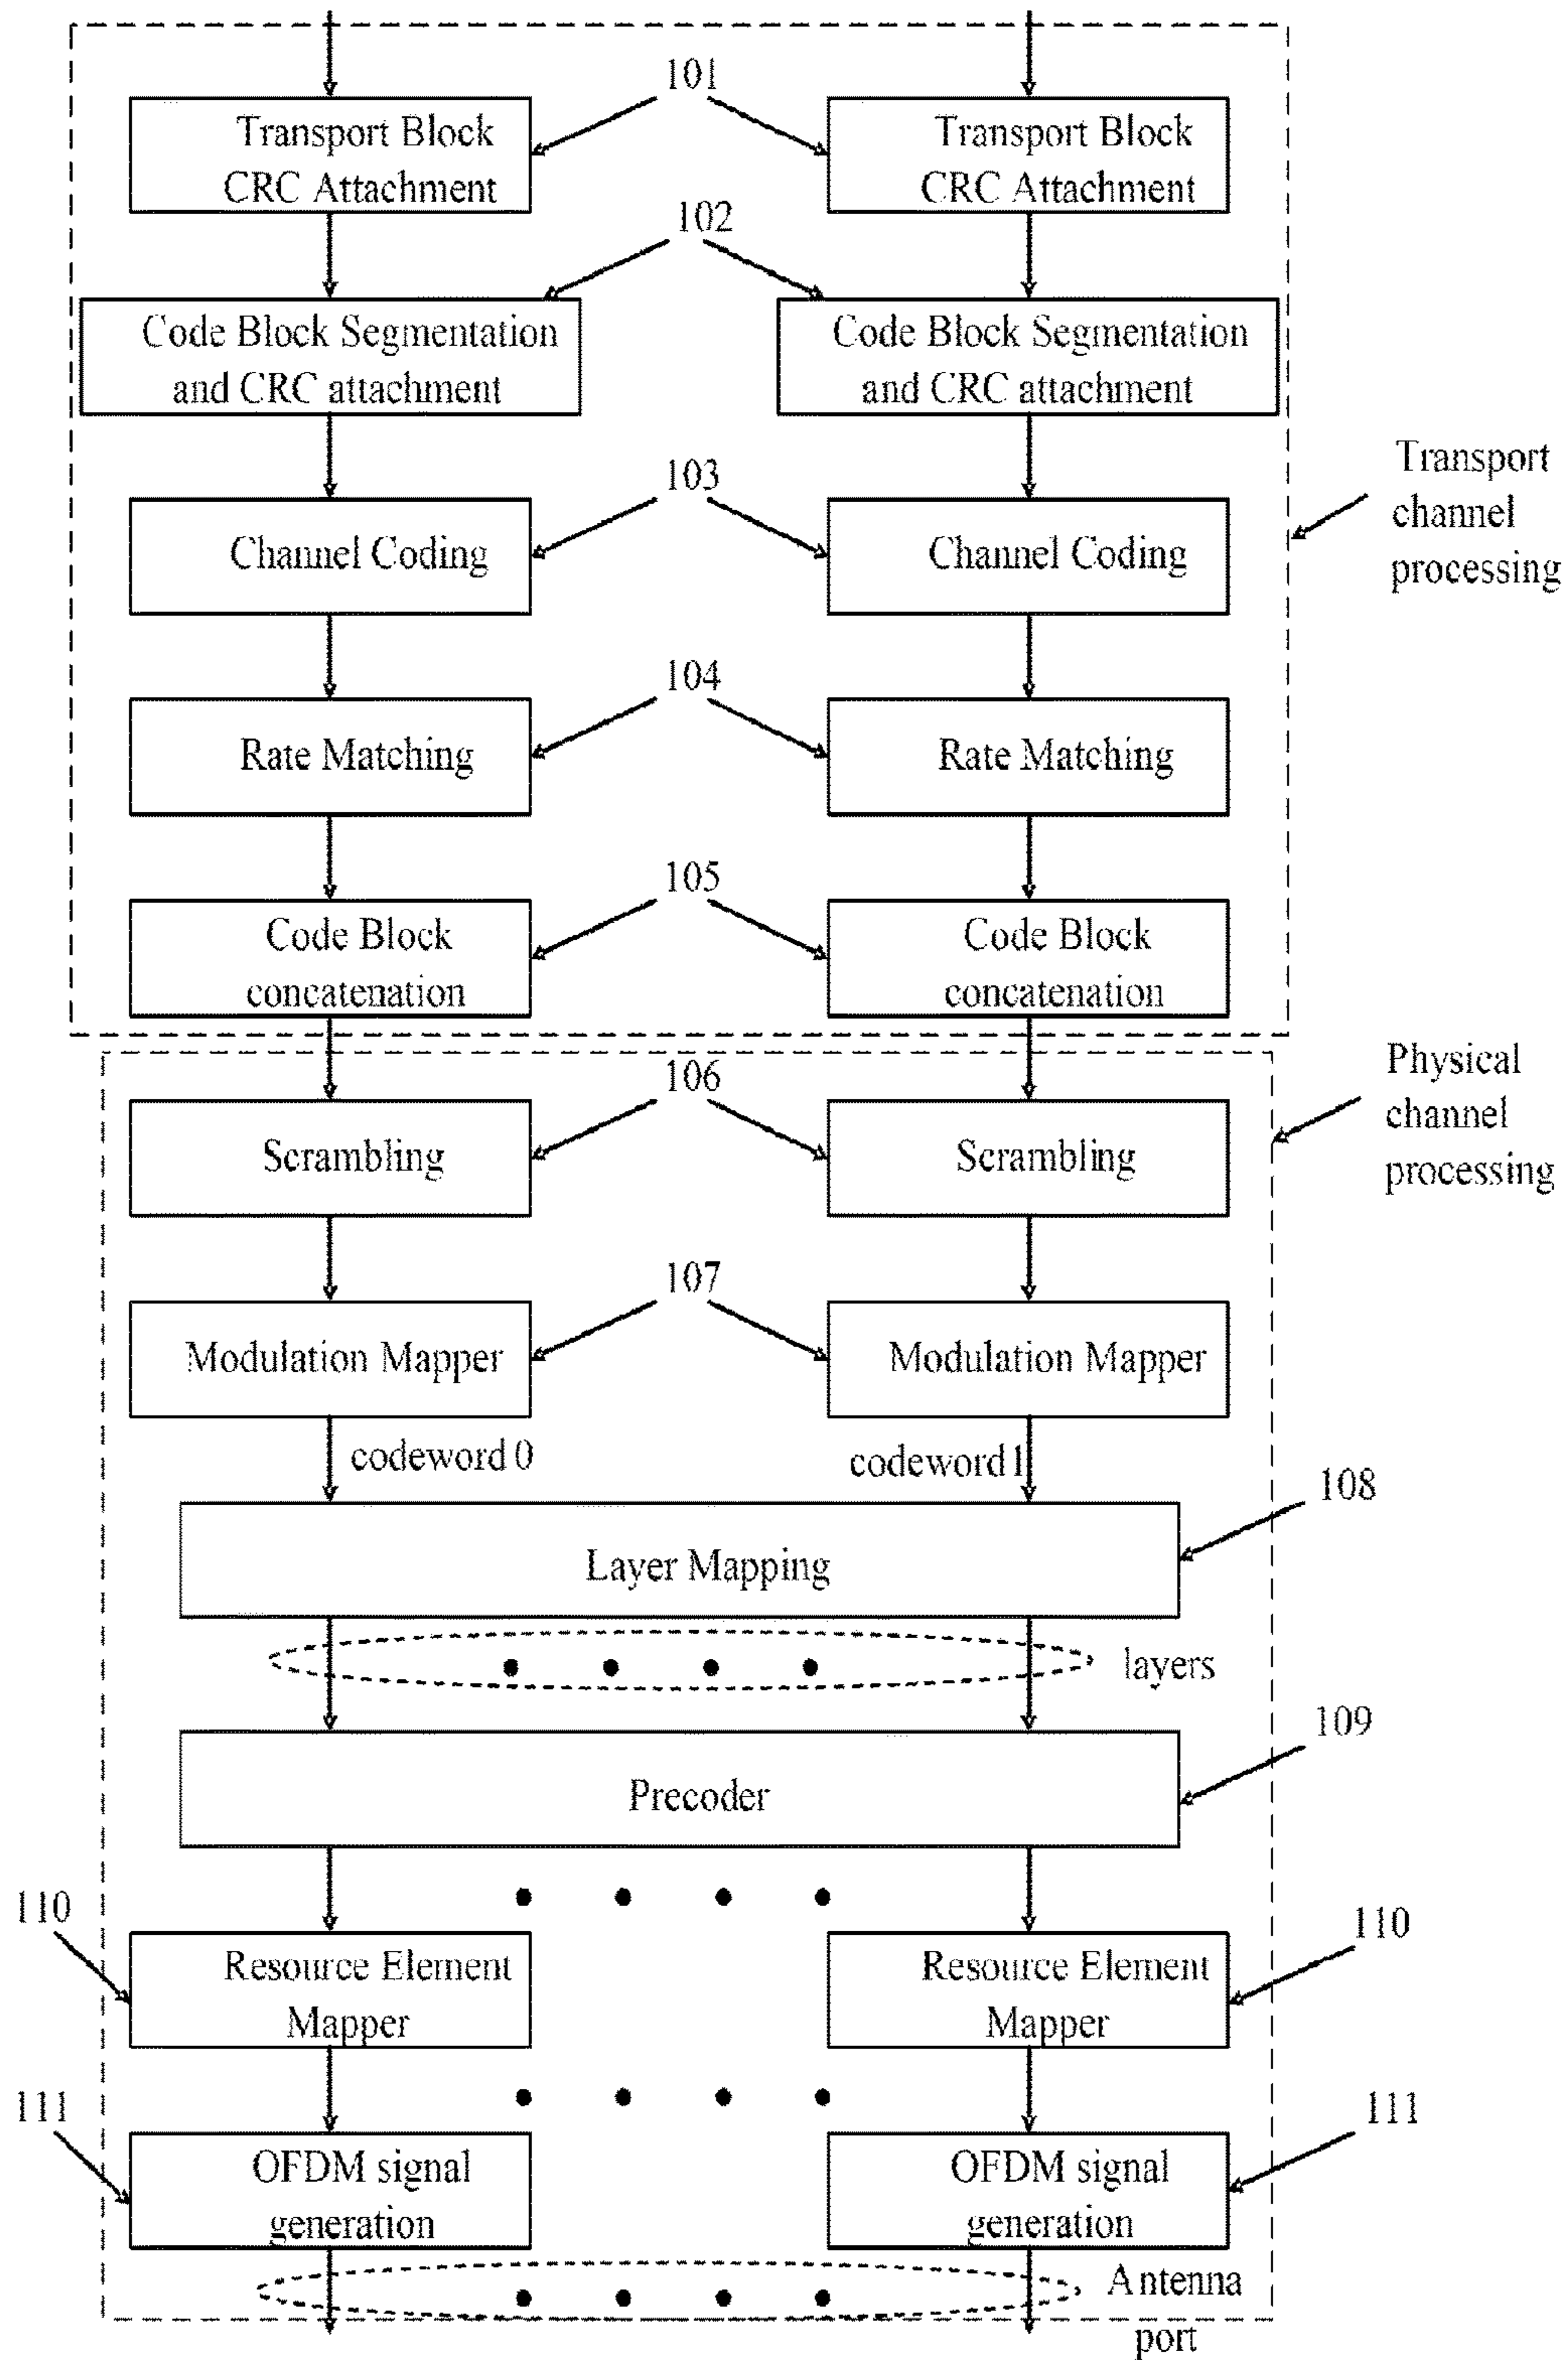 101
Transport Block
CRC Attachment
Transport Block
CRC Attachment
102
Code Block Segmentation
and CRC attachment
Code Block Segmentation
and CRC attachment
Transport
channel
processing
103
Channel Coding
Channel Coding
104
Rate Matching
Rate Matching
105
Code Block
concatenation
Code Block
concatenation
Physical
channel
processing
106
Scrambling
Scrambling
107
Modulation Mapper
Modulation Mapper
codeword 0
codeword 1
108
Layer Mapping
layers
109
Precoder
110
110
Resource Element
Mapper
Resource Element
Mapper
111
111
OFDM signal
generation
OFDM signal
generation
Antenna
port